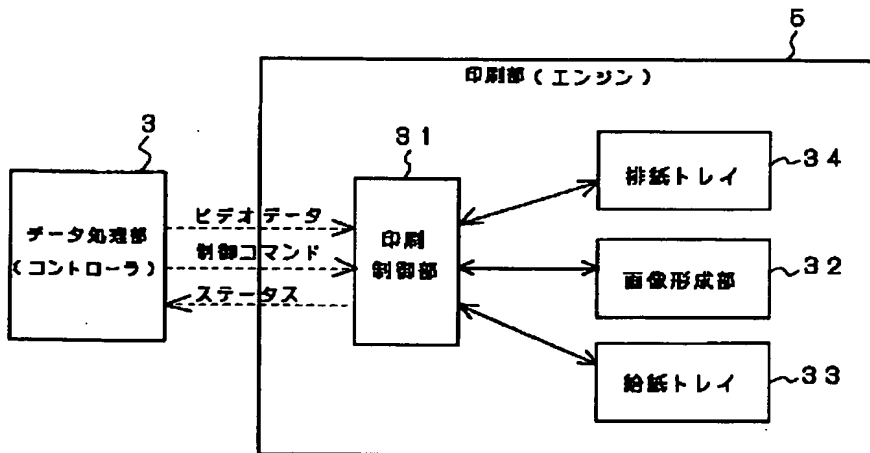 5
印刷部(エンジン)
3
31
34
排紙トレイ
ビデオデータ
データ処理部
(コントローラ)
制御コマンド
印刷
制御部
32
画像形成部
ステータス
33
給紙トレイ